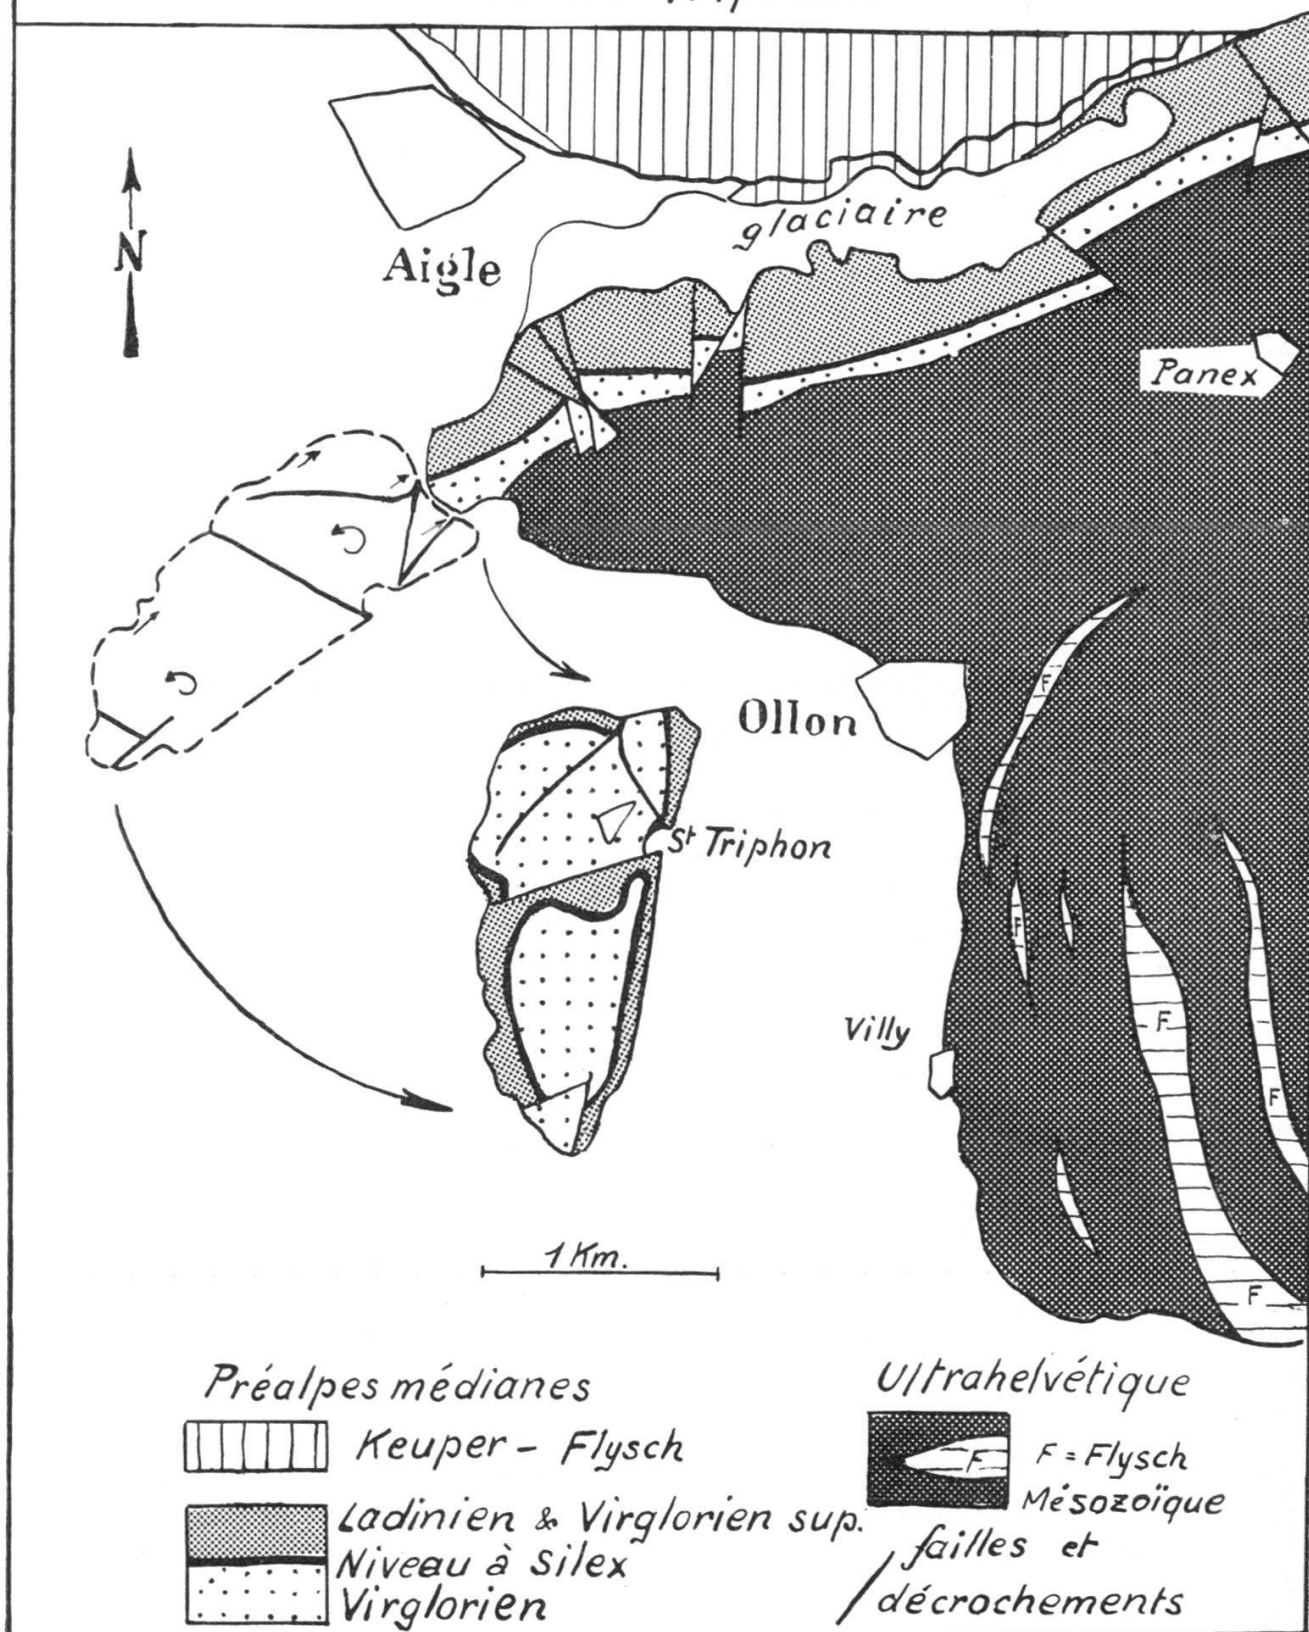 glaciaire
N
Aigle
Panex
F
Ollon
St Triphon
F
Villy
F
F
1 Km.
F
Préalpes médianes
Ultrahelvétique
Keuper - Flysch
F
F = Flysch
Mésozoïque
Ladinien & Virglorien sup.
Niveau à Silex
Virglorien
failles et
décrochements